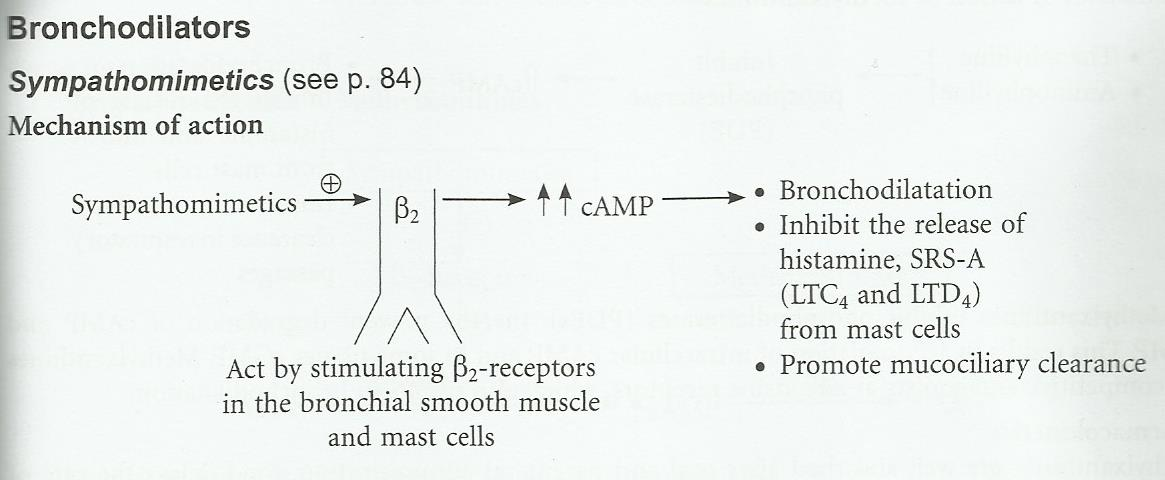 Bronchodilators
Sympathomimetics (see p. 84)
Mechanism of action
Sympathomimetics ⊕ β₂ ↑↑ cAMP
• Bronchodilatation
• Inhibit the release of
histamine, SRS-A
(LTC₄ and LTD₄)
from mast cells
• Promote mucociliary clearance
Act by stimulating β₂-receptors
in the bronchial smooth muscle
and mast cells